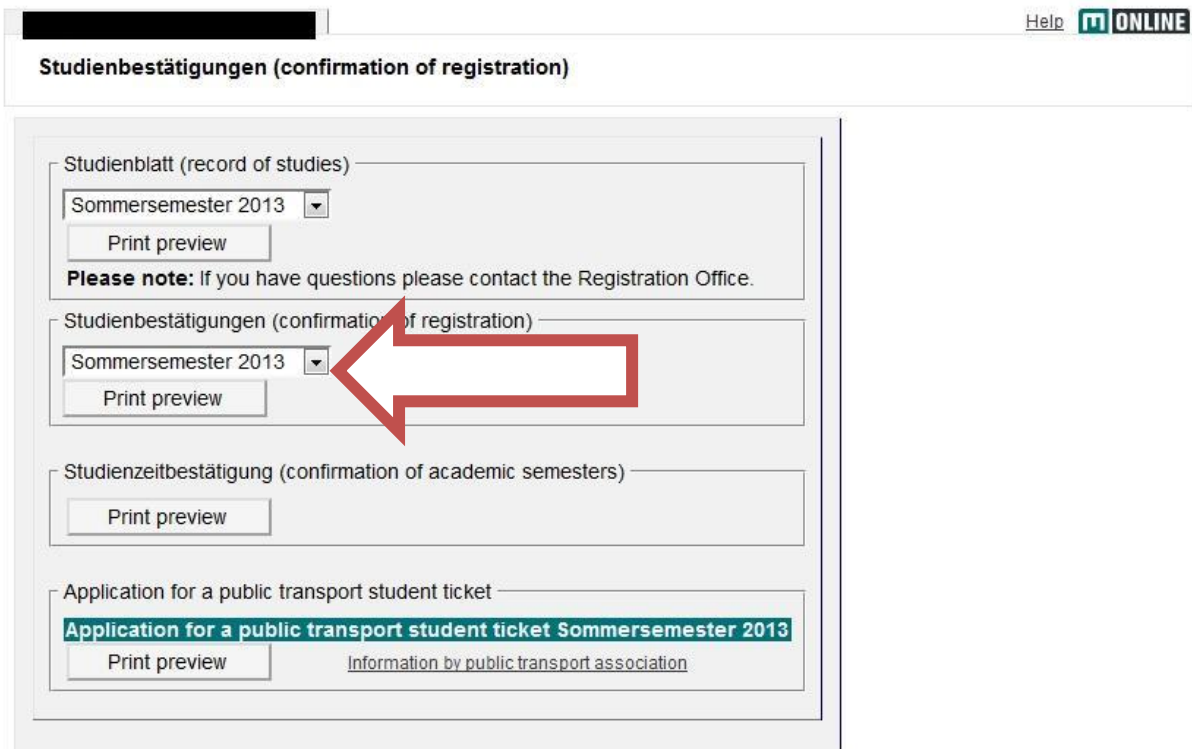 Help m ONLINE
Studienbestätigungen (confirmation of registration)
Studienblatt (record of studies)
Sommersemester 2013
Print preview
Please note: If you have questions please contact the Registration Office.
Studienbestätigungen (confirmation of registration)
Sommersemester 2013
Print preview
Studienzeitbestätigung (confirmation of academic semesters)
Print preview
Application for a public transport student ticket
Application for a public transport student ticket Sommersemester 2013
Print preview Information by public transport association